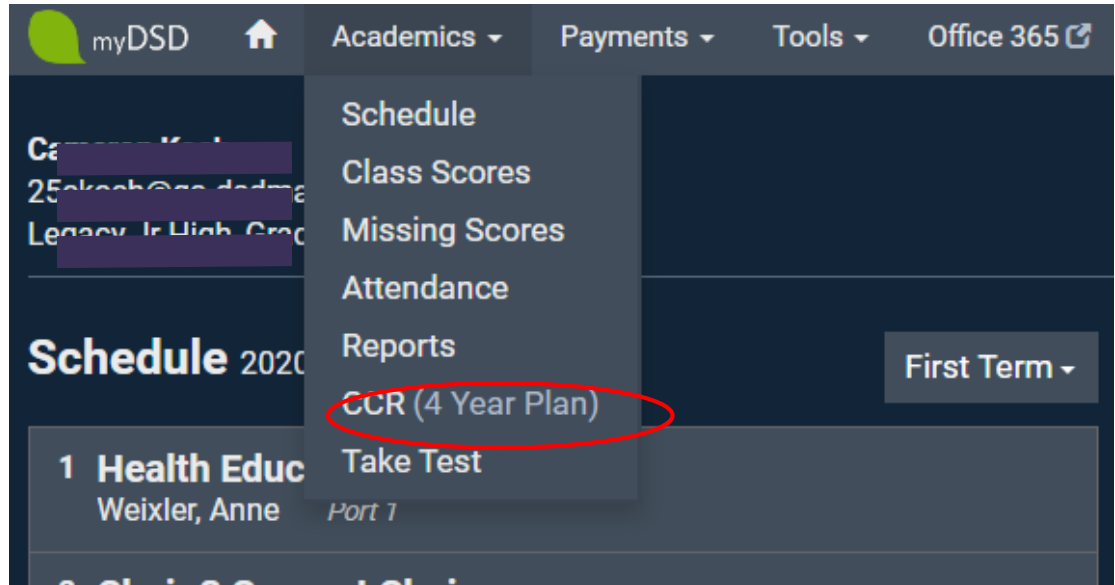 myDSD Academics Payments Tools Office 365
Schedule
Class Scores
Missing Scores
Attendance
Reports
CCR (4 Year Plan)
Take Test
Schedule 2020
First Term
1 Health Educ
Weixler, Anne Port 1